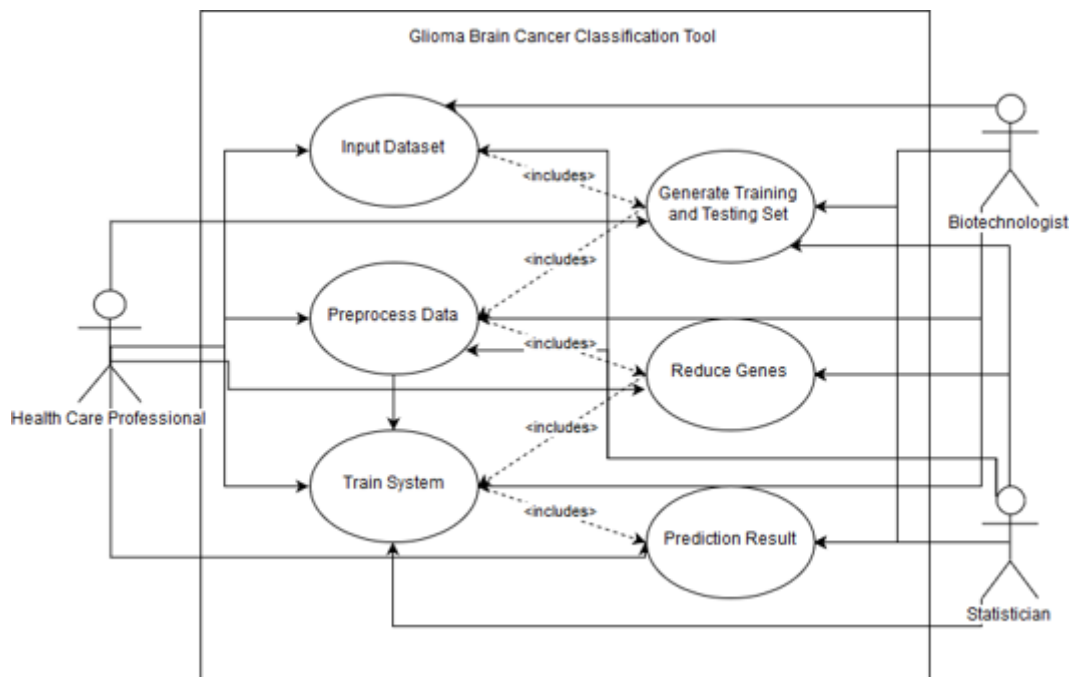 Glioma Brain Cancer Classification Tool
Input Dataset
<includes>
Generate Training
and Testing Set
Biotechnologist
<includes>
Preprocess Data
<includes>
Reduce Genes
Health Care Professional
<includes>
Train System
<includes>
Prediction Result
Statistician